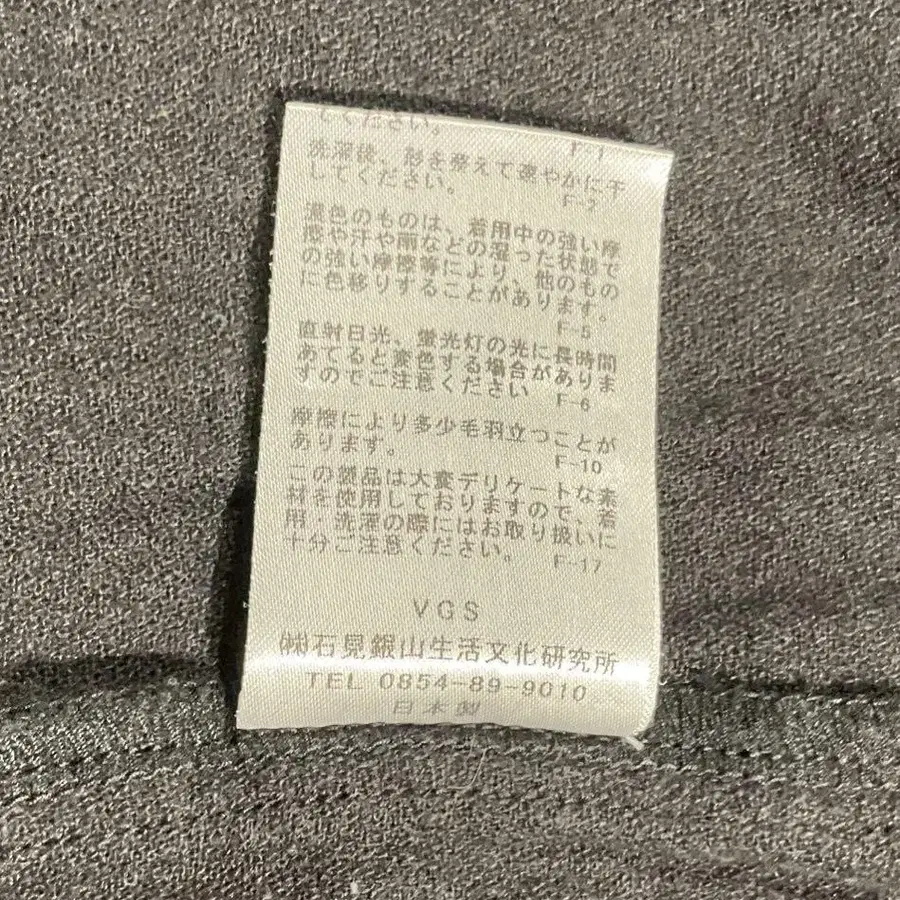 てください。
F-1
洗濯後、形を整えて速やかに干
してください。 F-2
濃色のものは、着用中の強い摩
擦や汗や雨などの湿った状態で
の強い摩擦等により、他のもの
に色移りすることがあります。
F-5
直射日光、蛍光灯の光に長時間
あてると変色する場合がありま
すのでご注意ください F-6
摩擦により多少毛羽立つことが
あります。 F-10
この製品は大変デリケートな素
材を使用しておりますので、着
用・洗濯の際にはお取り扱いに
十分ご注意ください。 F-17
VGS
㈱石見銀山生活文化研究所
TEL 0854-89-9010
日本製